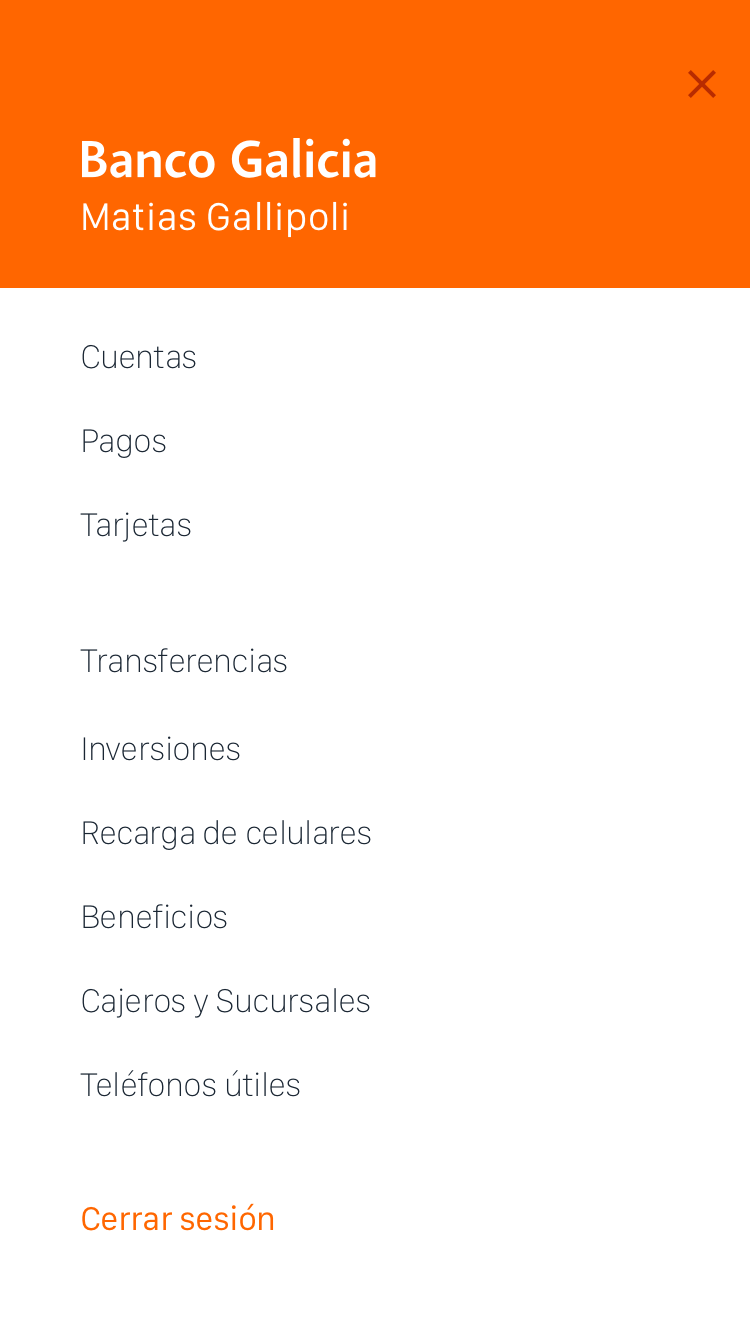 Banco Galicia
Matias Gallipoli
Cuentas
Pagos
Tarjetas
Transferencias
Inversiones
Recarga de celulares
Beneficios
Cajeros y Sucursales
Teléfonos útiles
Cerrar sesión